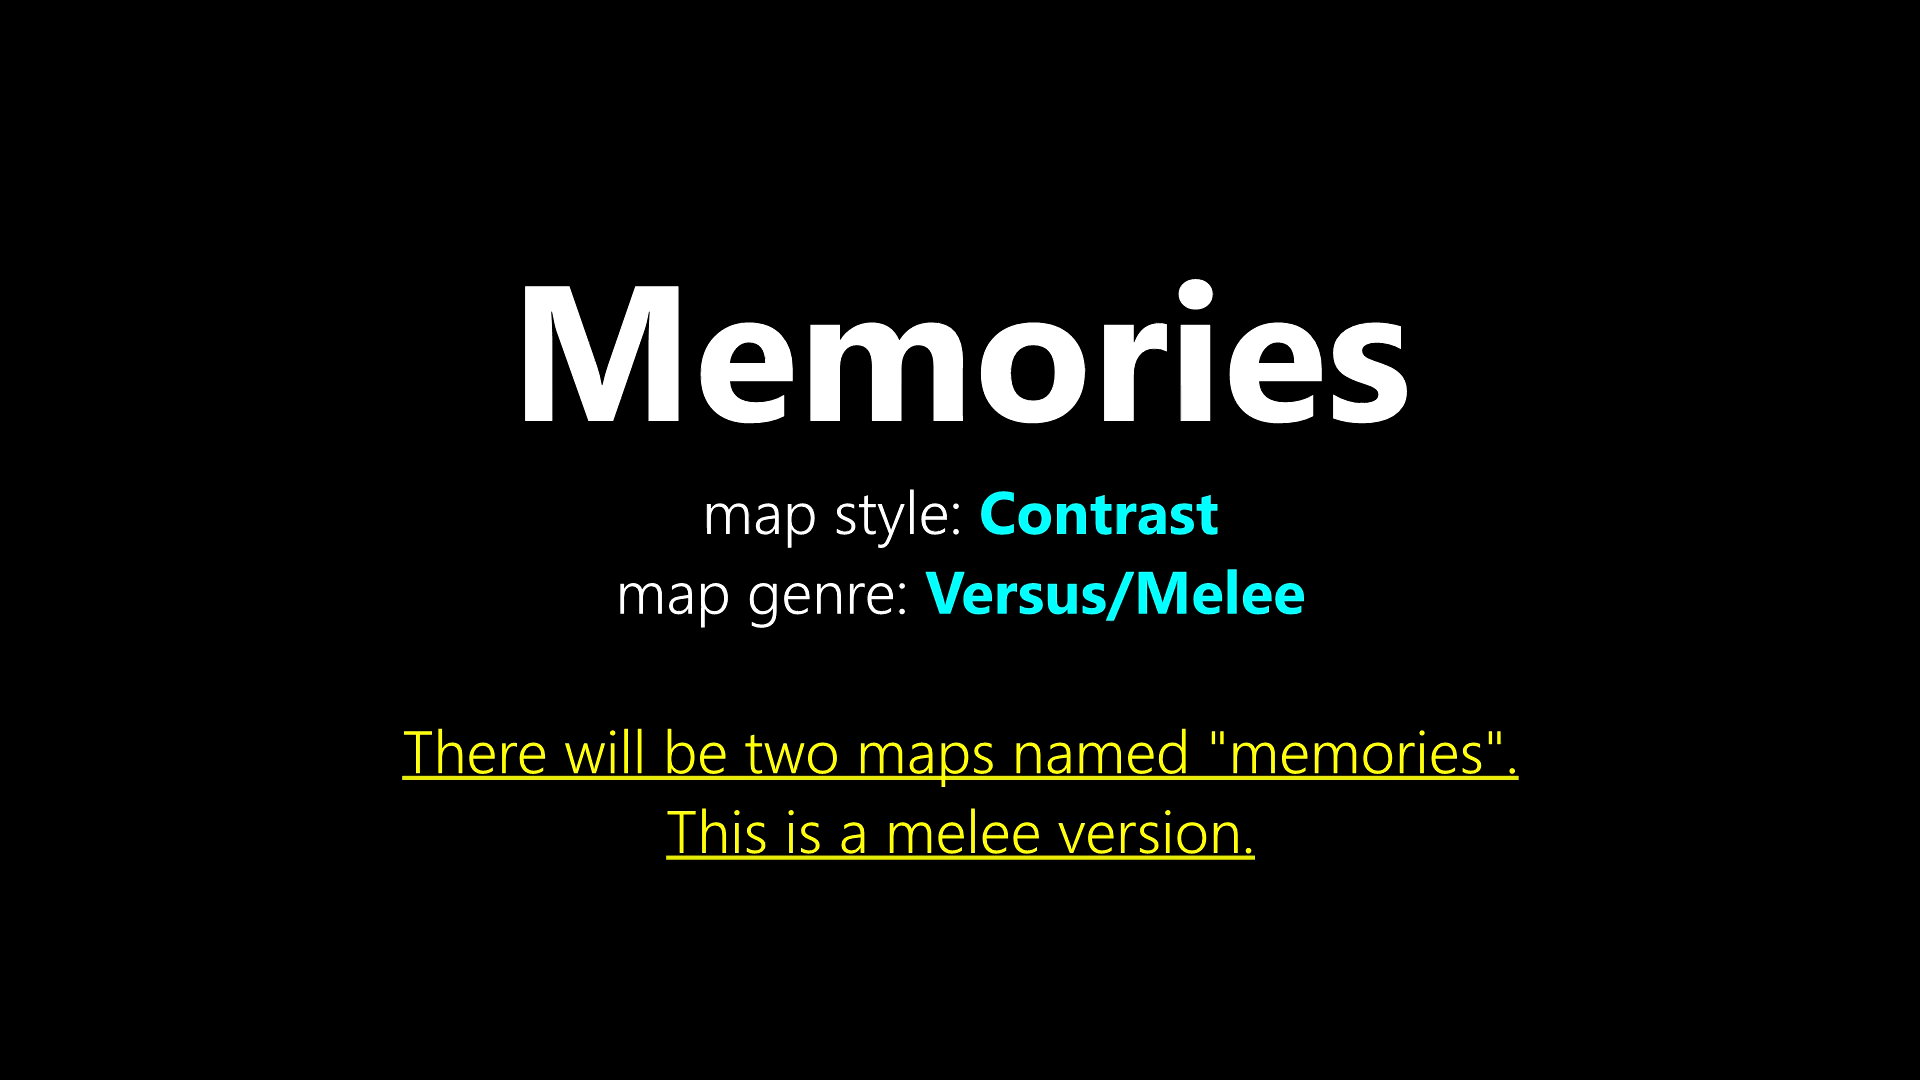 Memories
map style: Contrast
map genre: Versus/Melee
There will be two maps named "memories".
This is a melee version.